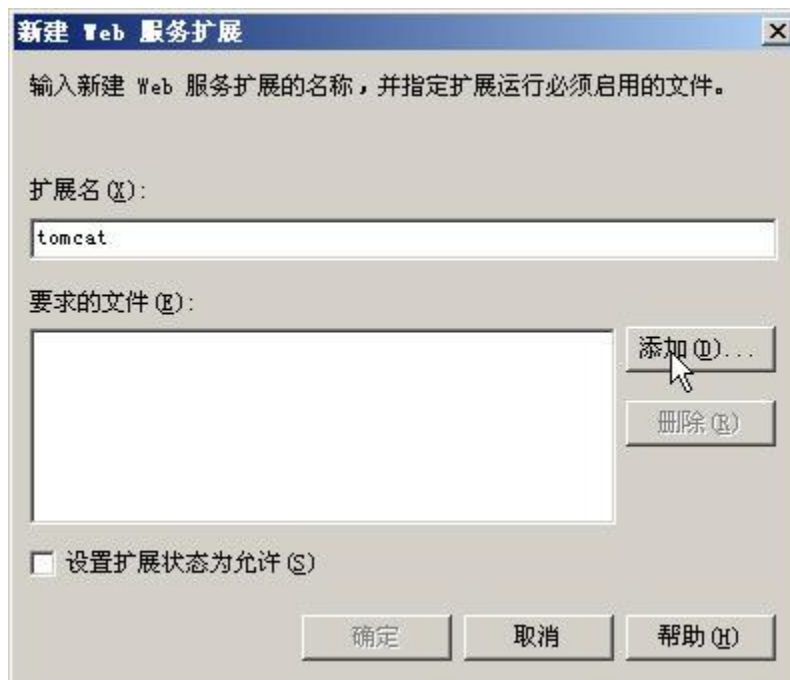 新建 Web 服务扩展
输入新建 Web 服务扩展的名称，并指定扩展运行必须启用的文件。
扩展名(X):
tomcat
要求的文件(E):
添加(D)...
删除(R)
设置扩展状态为允许(S)
确定
取消
帮助(H)